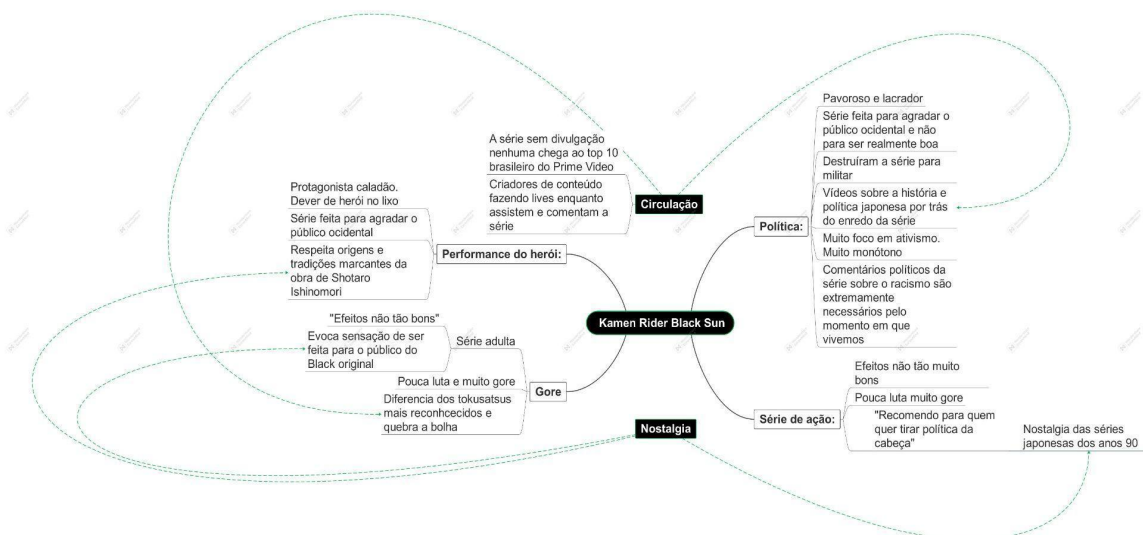 A série sem divulgação
nenhuma chega ao top 10
brasileiro do Prime Video
Criadores de conteúdo
fazendo lives enquanto
assistem e comentam a
série
Circulação
Protagonista caladão.
Dever de herói no lixo
Série feita para agradar o
público ocidental
Respeita origens e
tradições marcantes da
obra de Shotaro
Ishinomori
Performance do herói:
Kamen Rider Black Sun
"Efeitos não tão bons"
Evoca sensação de ser
feita para o público do
Black original
Série adulta
Pouca luta e muito gore
Diferencia dos tokusatsus
mais reconhcecidos e
quebra a bolha
Gore
Nostalgia
Política:
Pavoroso e lacrador
Série feita para agradar o
público ocidental e não
para ser realmente boa
Destruíram a série para
militar
Vídeos sobre a história e
política japonesa por trás
do enredo da série
Muito foco em ativismo.
Muito monótono
Comentários políticos da
série sobre o racismo são
extremamente
necessários pelo
momento em que
vivemos
Série de ação:
Efeitos não tão muito
bons
Pouca luta muito gore
"Recomendo para quem
quer tirar política da
cabeça"
Nostalgia das séries
japonesas dos anos 90